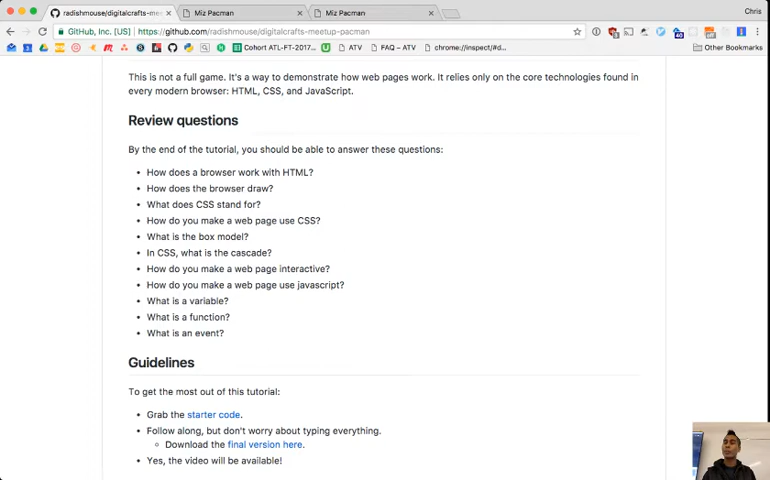 radishmouse/digitalcrafts-mee
Miz Pacman
Miz Pacman
Chris
GitHub, Inc. [US]
https://github.com/radishmouse/digitalcrafts-meetup-pacman
Cohort ATL-FT-2017...
ATV
FAQ – ATV
chrome://inspect/#d...
Other Bookmarks
This is not a full game. It's a way to demonstrate how web pages work. It relies only on the core technologies found in
every modern browser: HTML, CSS, and JavaScript.
Review questions
By the end of the tutorial, you should be able to answer these questions:
• How does a browser work with HTML?
• How does the browser draw?
• What does CSS stand for?
• How do you make a web page use CSS?
• What is the box model?
• In CSS, what is the cascade?
• How do you make a web page interactive?
• How do you make a web page use javascript?
• What is a variable?
• What is a function?
• What is an event?
Guidelines
To get the most out of this tutorial:
• Grab the starter code.
• Follow along, but don't worry about typing everything.
◦ Download the final version here.
• Yes, the video will be available!